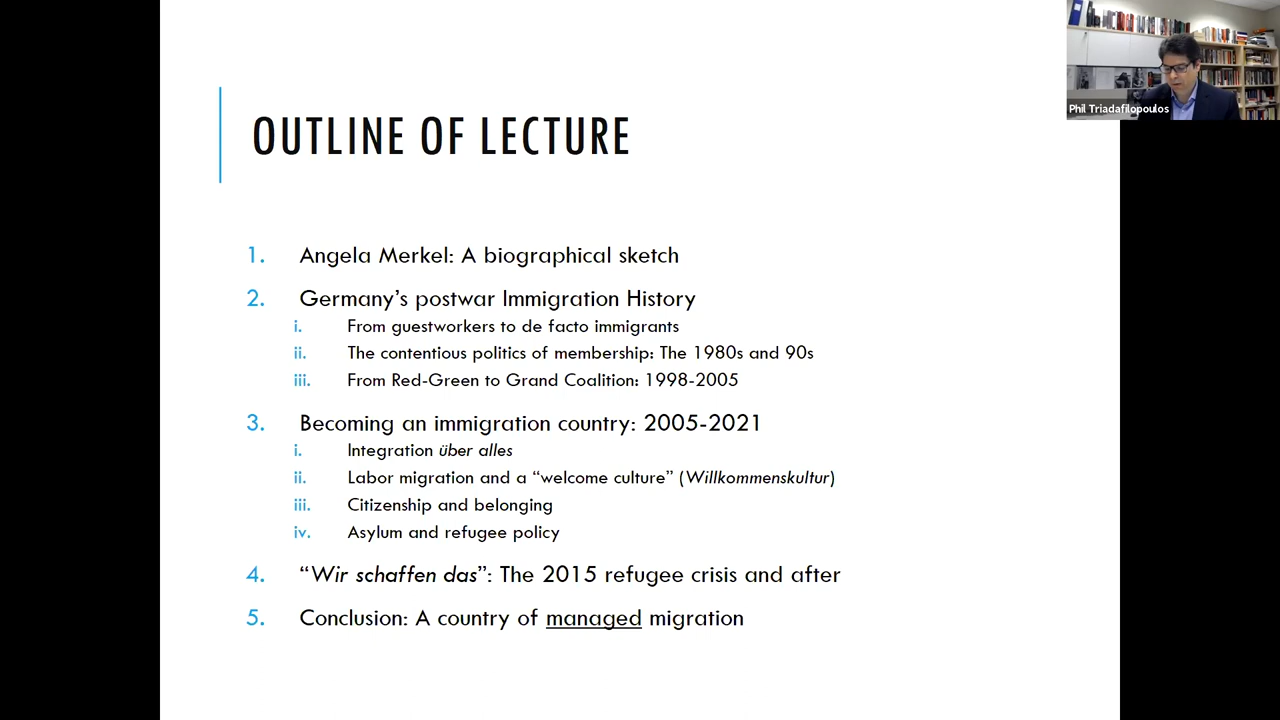 Phil Triadafilopoulos
OUTLINE OF LECTURE
1. Angela Merkel: A biographical sketch
2. Germany’s postwar Immigration History
i. From guestworkers to de facto immigrants
ii. The contentious politics of membership: The 1980s and 90s
iii. From Red-Green to Grand Coalition: 1998-2005
3. Becoming an immigration country: 2005-2021
i. Integration über alles
ii. Labor migration and a “welcome culture” (Willkommenskultur)
iii. Citizenship and belonging
iv. Asylum and refugee policy
4. “Wir schaffen das”: The 2015 refugee crisis and after
5. Conclusion: A country of managed migration